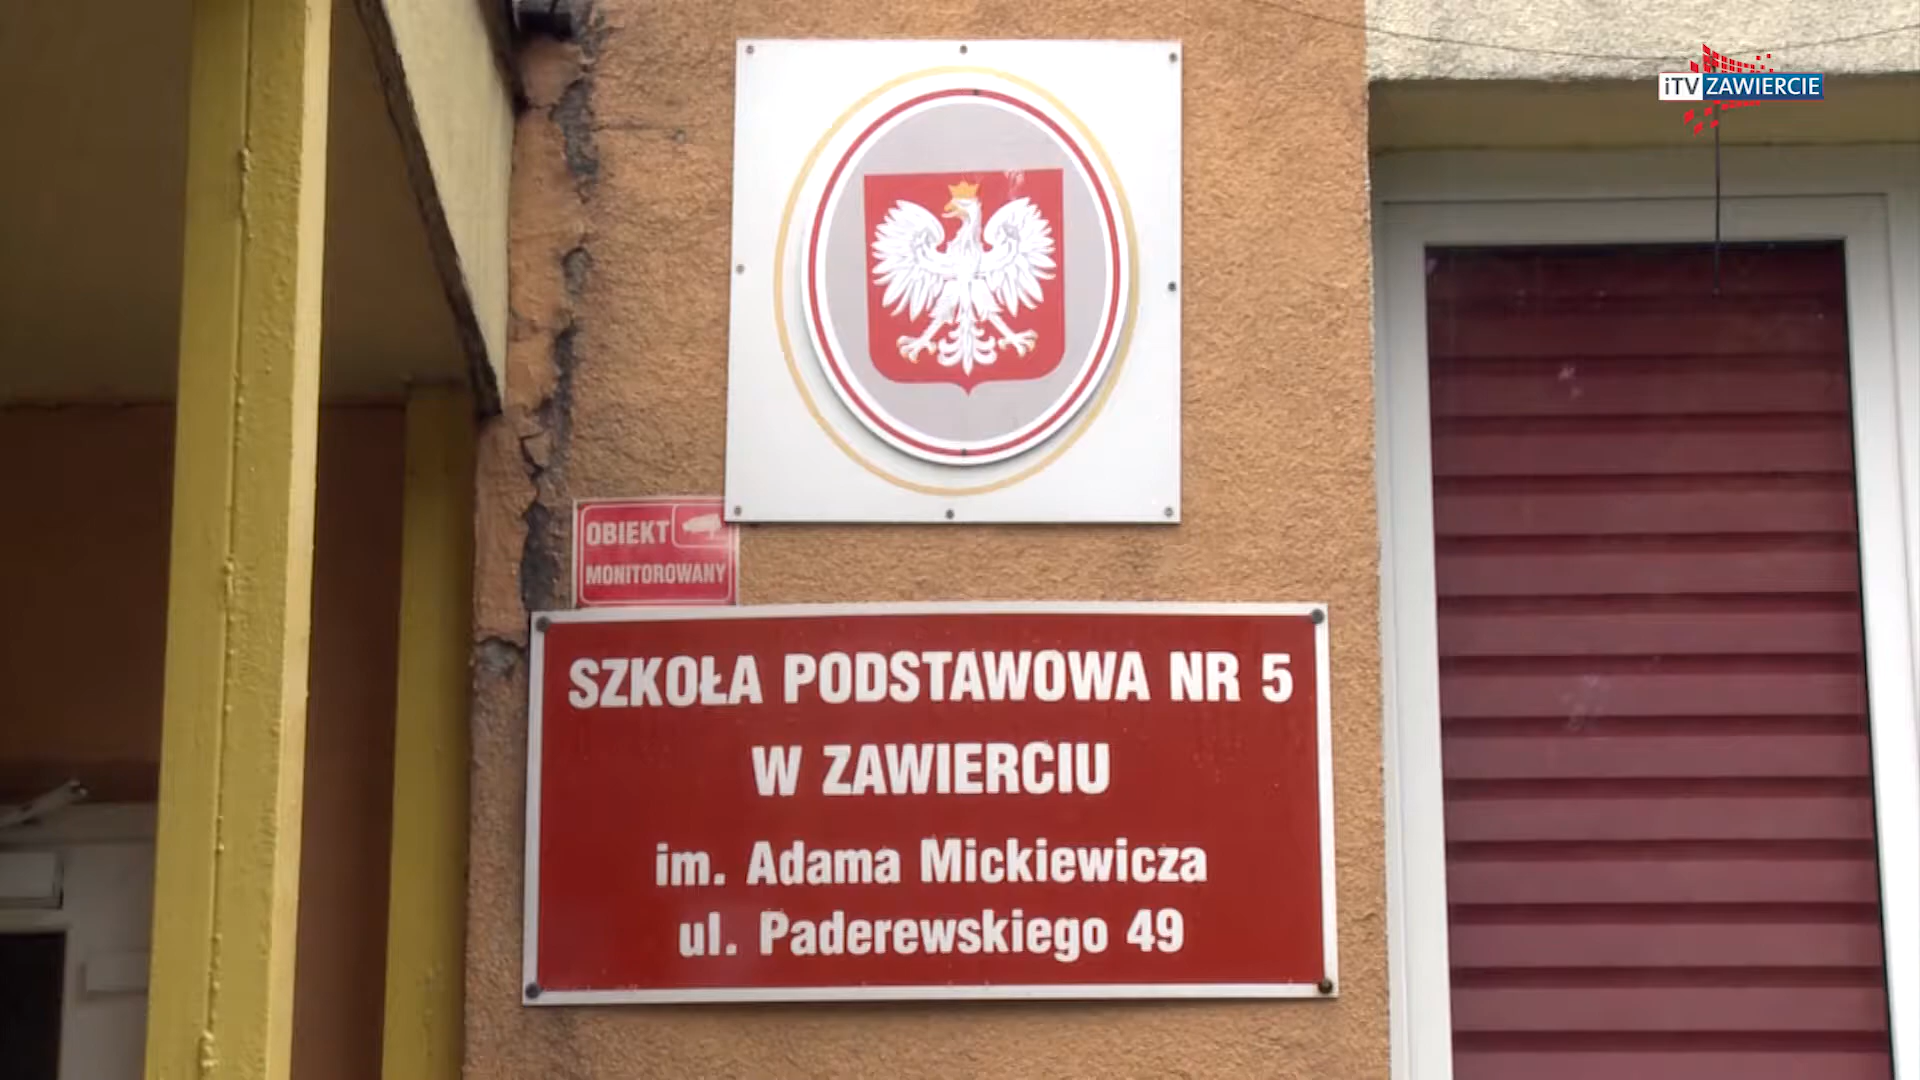 iTV ZAWIERCIE
OBIEKT
MONITOROWANY
SZKOŁA PODSTAWOWA NR 5
W ZAWIERCIU
im. Adama Mickiewicza
ul. Paderewskiego 49